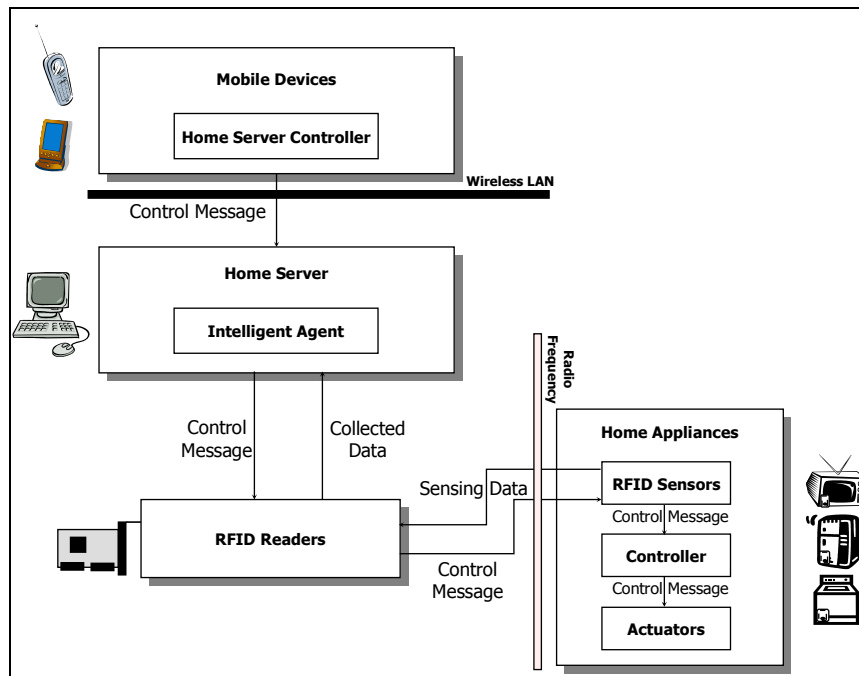 Mobile Devices
Home Server Controller
Wireless LAN
Control Message
Home Server
Intelligent Agent
Radio
Frequency
Control
Message
Collected
Data
Home Appliances
Sensing Data
RFID Sensors
Control Message
RFID Readers
Controller
Control
Message
Control Message
Actuators